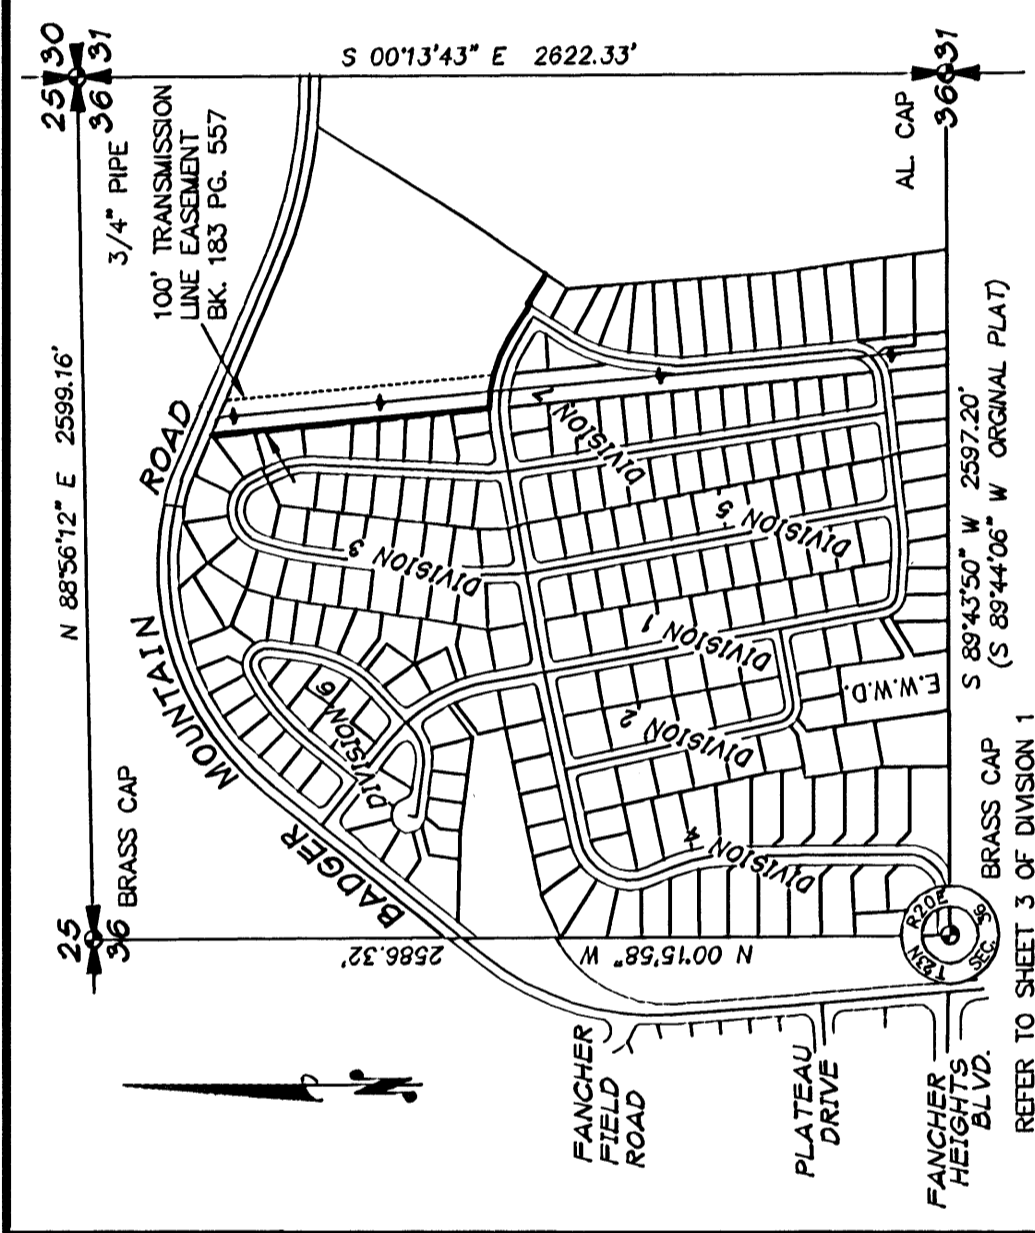 25 30
36 31
S 00°13'43" E 2622.33'
3/4" PIPE
100' TRANSMISSION
LINE EASEMENT
BK. 183 PG. 557
AL. CAP
36 31
N 88°56'12" E 2599.16'
BADGER MOUNTAIN ROAD
DIVISION 7
DIVISION 5
DIVISION 3
DIVISION 1
DIVISION 6
DIVISION 2
DIVISION 4
E.W.W.D.
S 89°43'50" W 2597.20'
(S 89°44'06" W ORGINAL PLAT)
25
36
BRASS CAP
2586.32'
N 00°15'58" W
BRASS CAP
T23N R20E
SEC. 36
N
FANCHER
FIELD
ROAD
PLATEAU
DRIVE
FANCHER
HEIGHTS
BLVD.
REFER TO SHEET 3 OF DIVISION 1